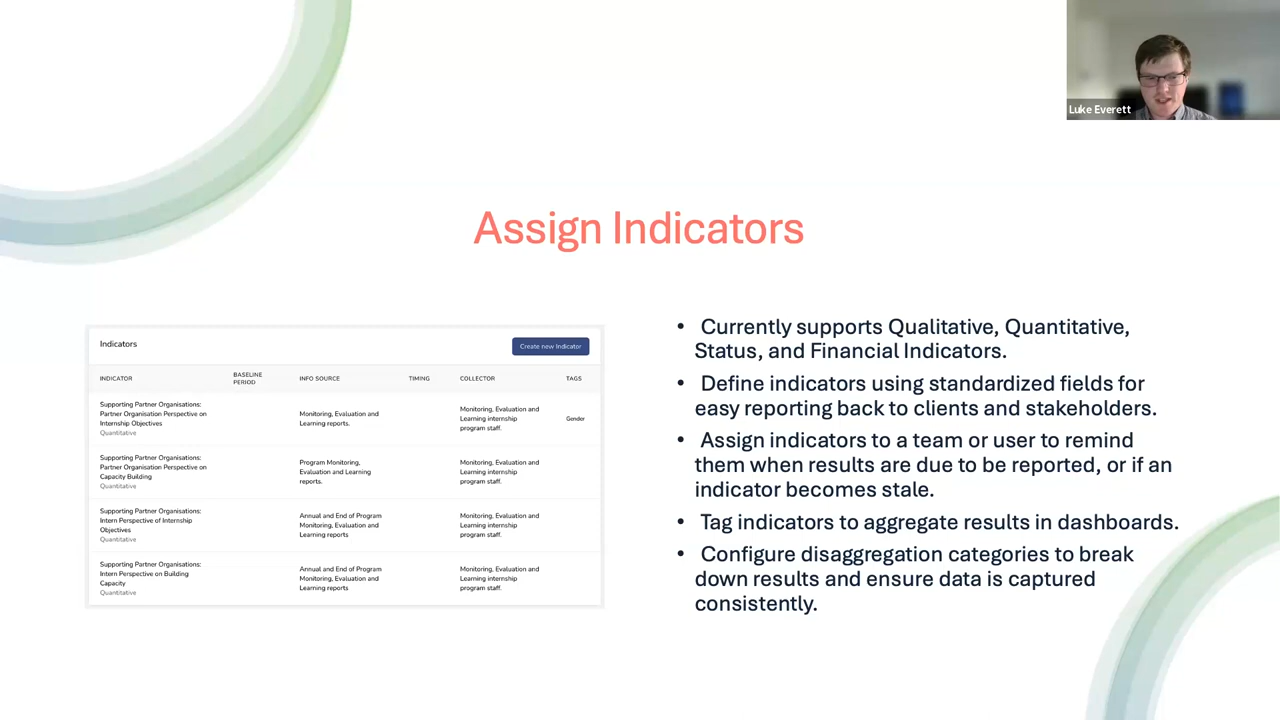 Luke Everett
Assign Indicators
Indicators
Create new Indicator
INDICATOR
BASELINE
PERIOD
INFO SOURCE
TIMING
COLLECTOR
TAGS
Supporting Partner Organisations:
Partner Organisation Perspective on
Internship Objectives
Quantitative
Monitoring, Evaluation and
Learning reports.
Monitoring, Evaluation and
Learning internship
program staff.
Gender
Supporting Partner Organisations:
Partner Organisation Perspective on
Capacity Building
Quantitative
Program Monitoring,
Evaluation and Learning
reports.
Monitoring, Evaluation and
Learning internship
program staff.
Supporting Partner Organisations:
Intern Perspective of Internship
Objectives
Quantitative
Annual and End of Program
Monitoring, Evaluation and
Learning reports
Monitoring, Evaluation and
Learning internship
program staff.
Supporting Partner Organisations:
Intern Perspective on Building
Capacity
Quantitative
Annual and End of Program
Monitoring, Evaluation and
Learning reports
Monitoring, Evaluation and
Learning internship
program staff.
• Currently supports Qualitative, Quantitative,
Status, and Financial Indicators.
• Define indicators using standardized fields for
easy reporting back to clients and stakeholders.
• Assign indicators to a team or user to remind
them when results are due to be reported, or if an
indicator becomes stale.
• Tag indicators to aggregate results in dashboards.
• Configure disaggregation categories to break
down results and ensure data is captured
consistently.